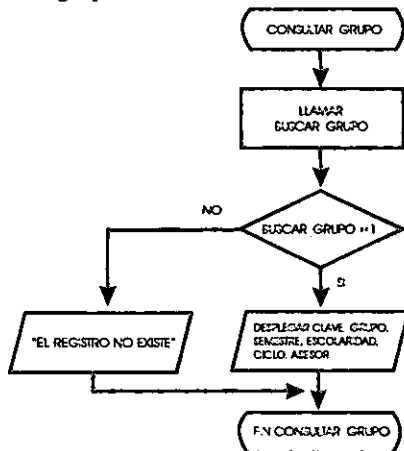 CONSULTAR GRUPO
LLAMAR
BUSCAR GRUPO
NO
BUSCAR GRUPO = 1
SI
"EL REGISTRO NO EXISTE"
DESPLEGAR CLAVE, GRUPO,
SEMESTRE, ESCOLARIDAD,
CICLO, ASESOR
FIN CONSULTAR GRUPO